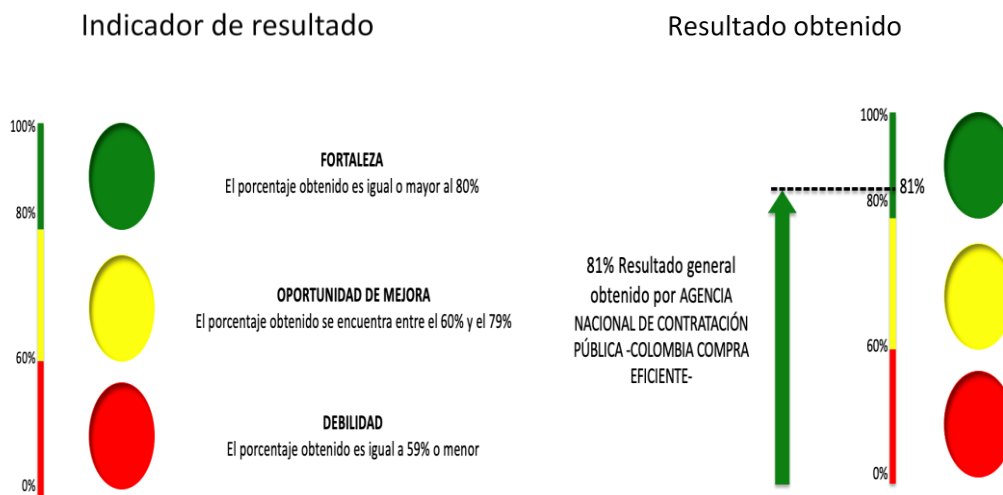 Indicador de resultado
100%
FORTALEZA
El porcentaje obtenido es igual o mayor al 80%
80%
OPORTUNIDAD DE MEJORA
El porcentaje obtenido se encuentra entre el 60% y el 79%
60%
DEBILIDAD
El porcentaje obtenido es igual a 59% o menor
0%
Resultado obtenido
100%
81%
80%
81% Resultado general
obtenido por AGENCIA
NACIONAL DE CONTRATACIÓN
PÚBLICA -COLOMBIA COMPRA
EFICIENTE-
60%
0%